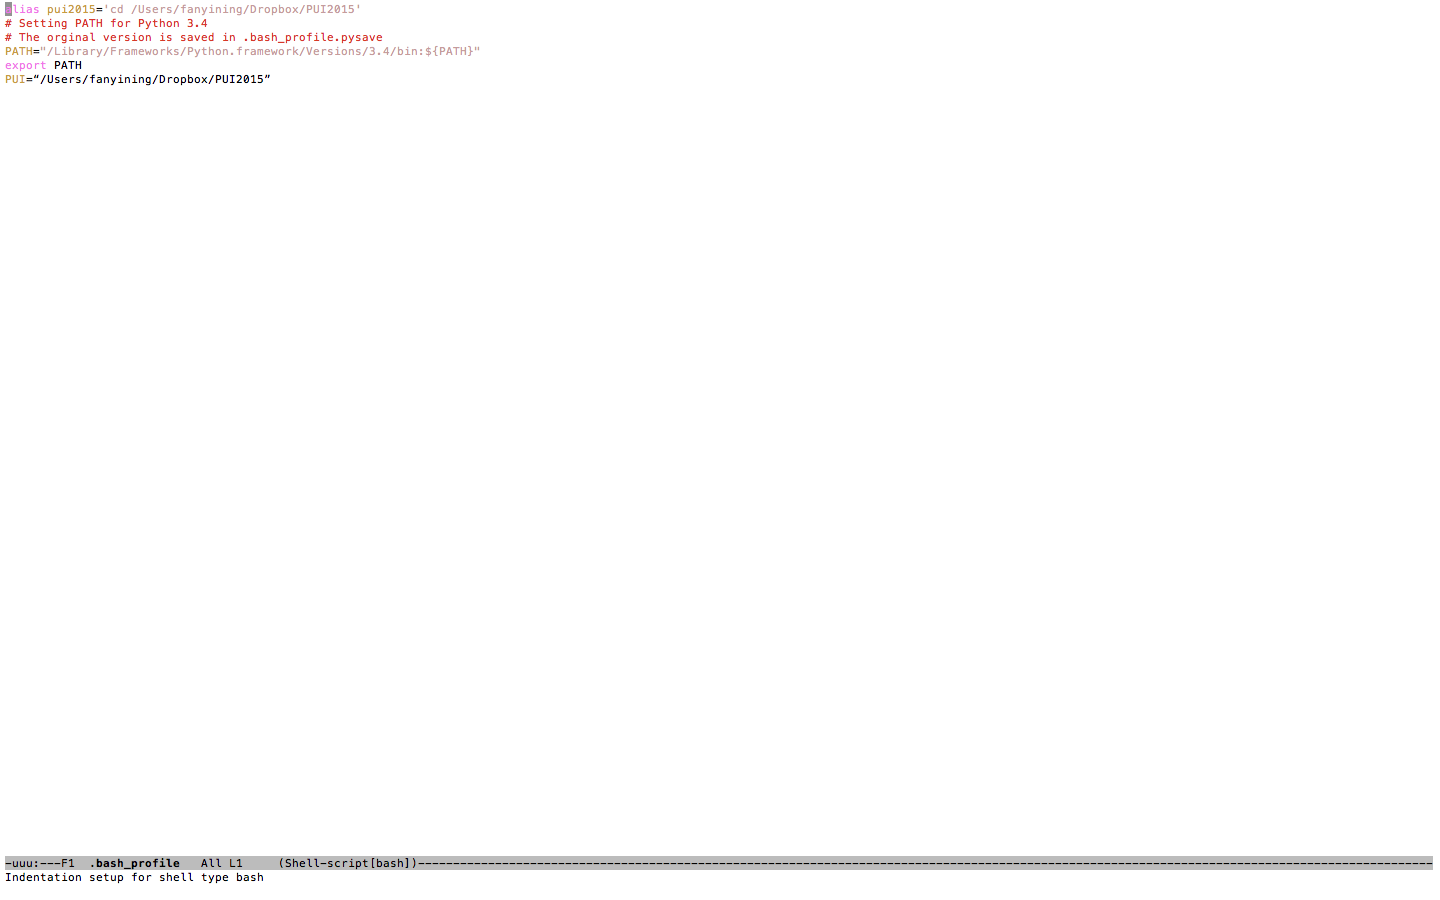 alias pui2015='cd /Users/fanyining/Dropbox/PUI2015'
# Setting PATH for Python 3.4
# The orginal version is saved in .bash_profile.pysave
PATH="/Library/Frameworks/Python.framework/Versions/3.4/bin:${PATH}"
export PATH
PUI=“/Users/fanyining/Dropbox/PUI2015”
-uuu:---F1  .bash_profile   All L1     (Shell-script[bash])-------------------------------------------------------------------------------------------------------------------------------------------------
Indentation setup for shell type bash